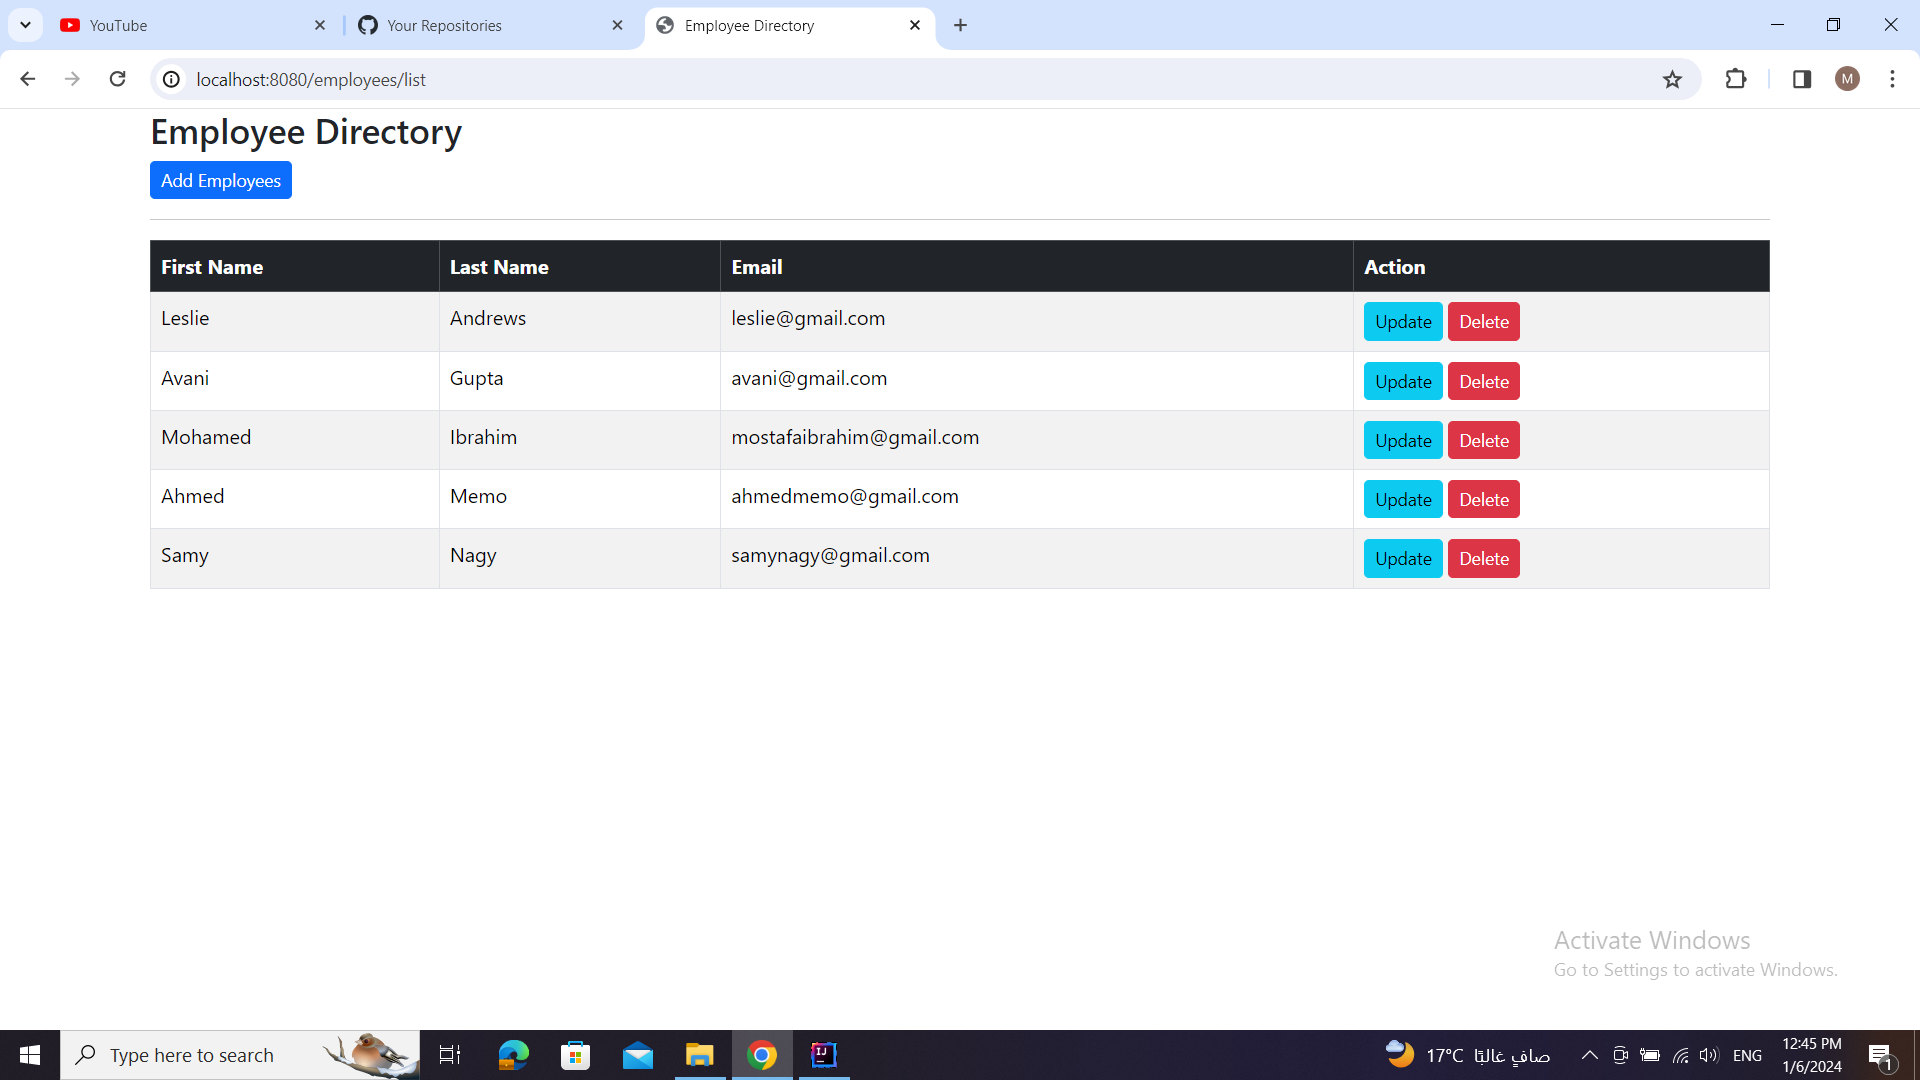 YouTube
Your Repositories
Employee Directory
localhost:8080/employees/list
M
Employee Directory
Add Employees
First Name Last Name Email Action
Leslie Andrews leslie@gmail.com Update Delete
Avani Gupta avani@gmail.com Update Delete
Mohamed Ibrahim mostafaibrahim@gmail.com Update Delete
Ahmed Memo ahmedmemo@gmail.com Update Delete
Samy Nagy samynagy@gmail.com Update Delete
Activate Windows
Go to Settings to activate Windows.
Type here to search
IJ
17°C صافٍ غالبًا
ENG
12:45 PM
1/6/2024
1